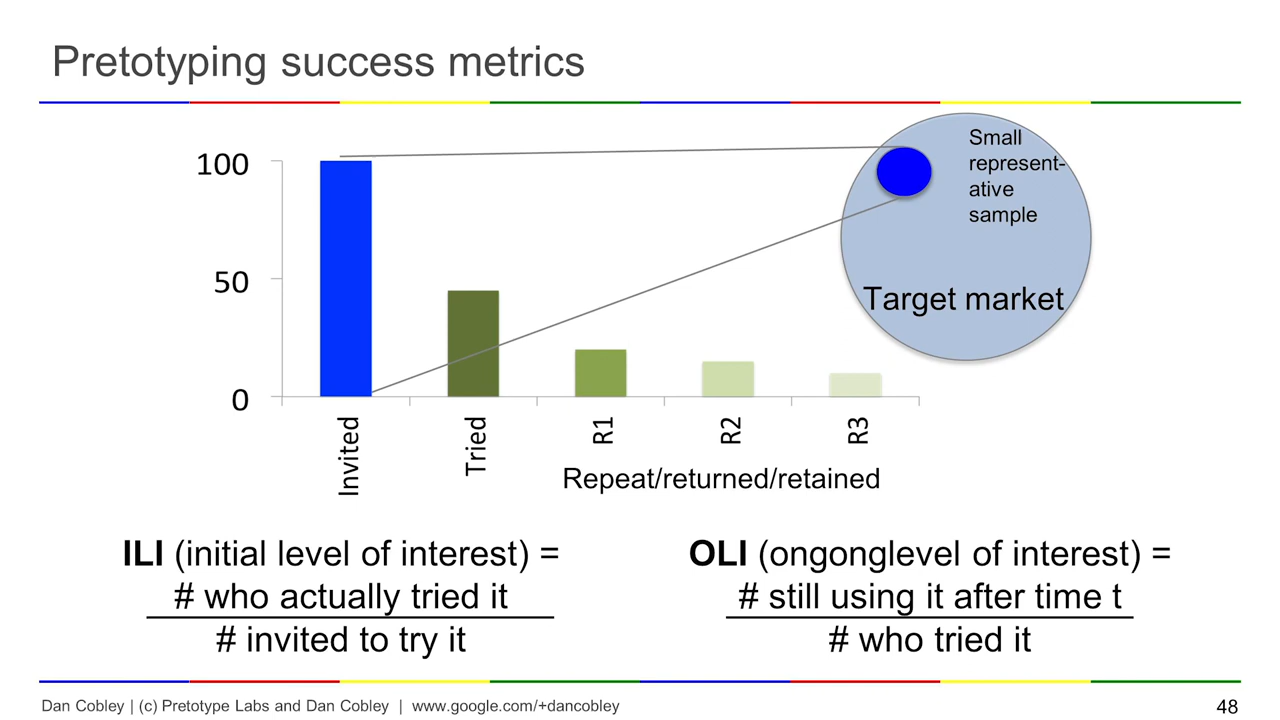 Pretotyping success metrics
100
50
0
Invited
Tried
R1
R2
R3
Repeat/returned/retained
Small
represent-
ative
sample
Target market
ILI (initial level of interest) =
# who actually tried it
# invited to try it
OLI (ongonglevel of interest) =
# still using it after time t
# who tried it
Dan Cobley | (c) Pretotype Labs and Dan Cobley | www.google.com/+dancobley
48